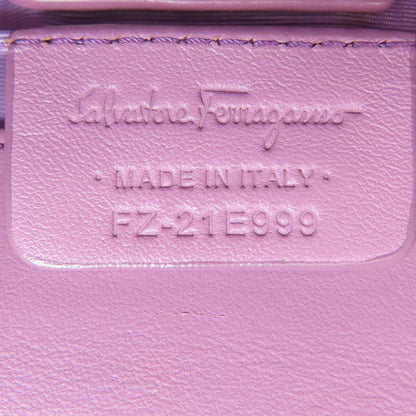 Salvatore Ferragamo
· MADE IN ITALY ·
FZ-21E999